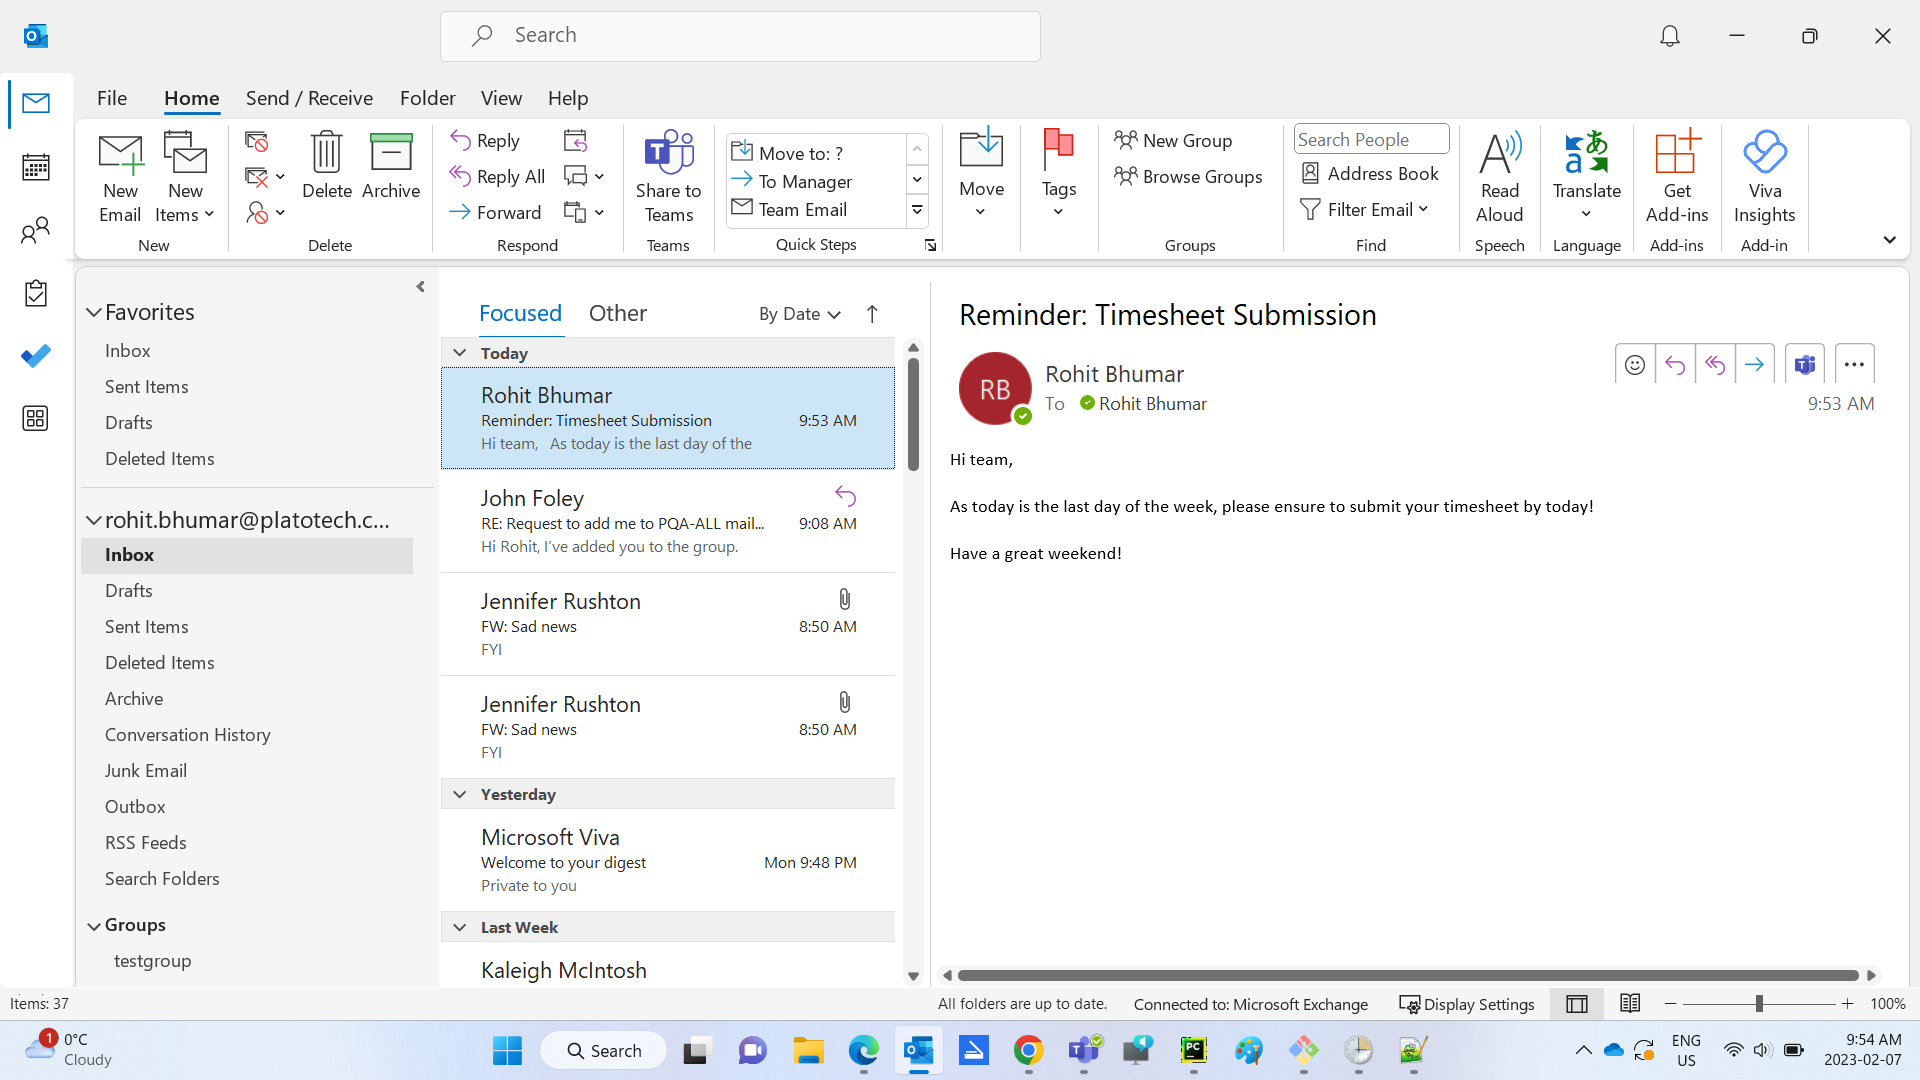 Search
File
Home
Send / Receive
Folder
View
Help
New Email
New Items
New
Delete
Archive
Delete
Reply
Reply All
Forward
Respond
Share to Teams
Teams
Move to: ?
To Manager
Team Email
Quick Steps
Move
Tags
New Group
Browse Groups
Groups
Search People
Address Book
Filter Email
Find
Read Aloud
Speech
Translate
Language
Get Add-ins
Add-ins
Viva Insights
Add-in
Favorites
Inbox
Sent Items
Drafts
Deleted Items
rohit.bhumar@platotech.c...
Inbox
Drafts
Sent Items
Deleted Items
Archive
Conversation History
Junk Email
Outbox
RSS Feeds
Search Folders
Groups
testgroup
Focused
Other
By Date
Today
Rohit Bhumar
Reminder: Timesheet Submission 9:53 AM
Hi team, As today is the last day of the
John Foley
RE: Request to add me to PQA-ALL mail... 9:08 AM
Hi Rohit, I've added you to the group.
Jennifer Rushton
FW: Sad news 8:50 AM
FYI
Jennifer Rushton
FW: Sad news 8:50 AM
FYI
Yesterday
Microsoft Viva
Welcome to your digest Mon 9:48 PM
Private to you
Last Week
Kaleigh McIntosh
Reminder: Timesheet Submission
RB
Rohit Bhumar
To Rohit Bhumar
9:53 AM
Hi team,
As today is the last day of the week, please ensure to submit your timesheet by today!
Have a great weekend!
Items: 37
All folders are up to date.
Connected to: Microsoft Exchange
Display Settings
100%
1
0°C
Cloudy
Search
PC
ENG
US
9:54 AM
2023-02-07